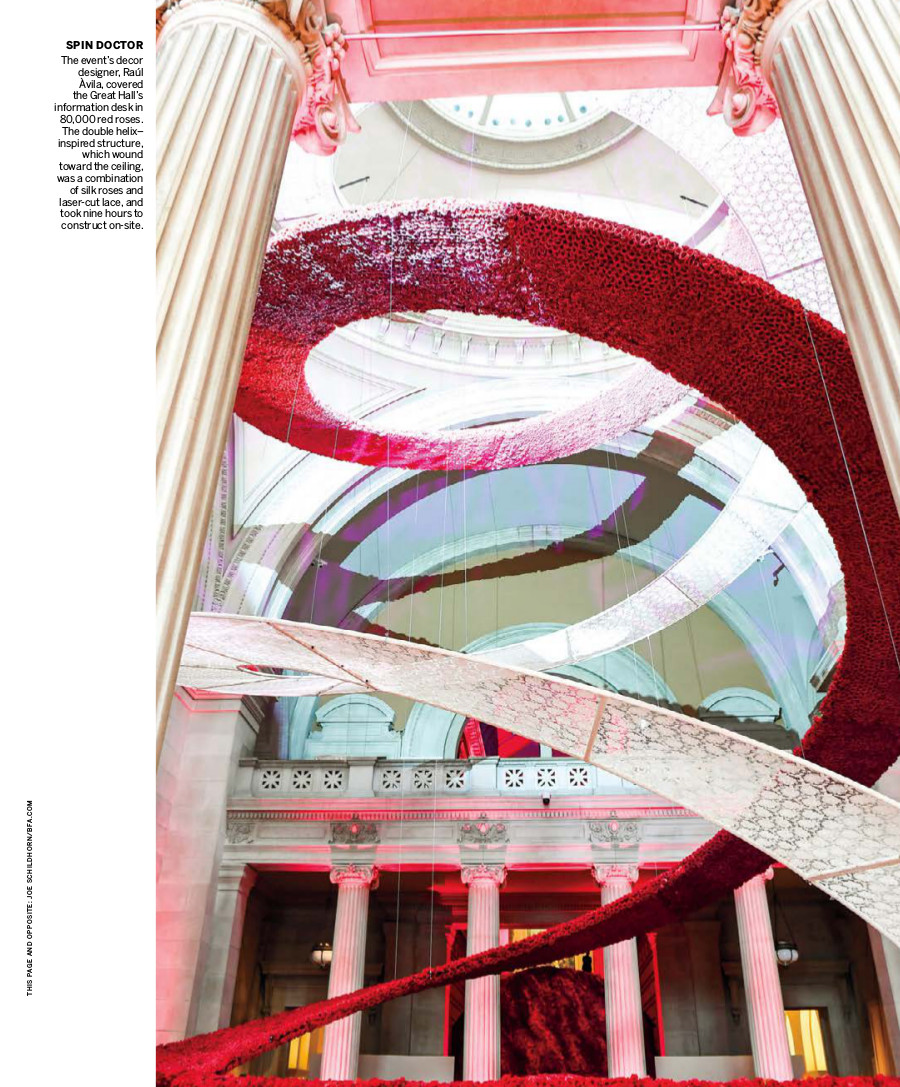 SPIN DOCTOR
The event's decor
designer, Raúl
Àvila, covered
the Great Hall's
information desk in
80,000 red roses.
The double helix–
inspired structure,
which wound
toward the ceiling,
was a combination
of silk roses and
laser-cut lace, and
took nine hours to
construct on-site.
THIS PAGE AND OPPOSITE: JOE SCHILDHORN/BFA.COM